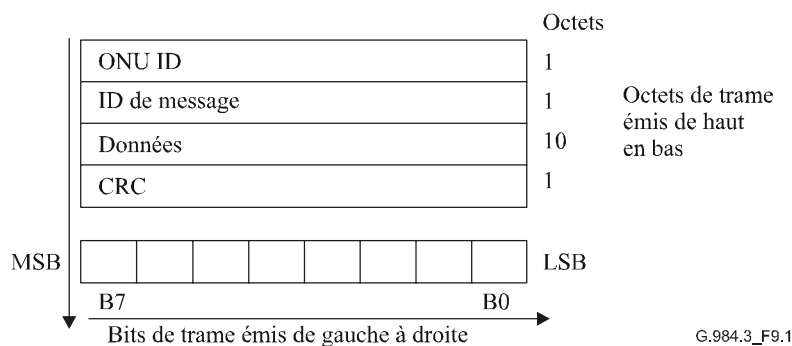 Octets
ONU ID 1
ID de message 1
Données 10
CRC 1
Octets de trame
émis de haut
en bas
MSB LSB
B7 B0
Bits de trame émis de gauche à droite
G.984.3_F9.1